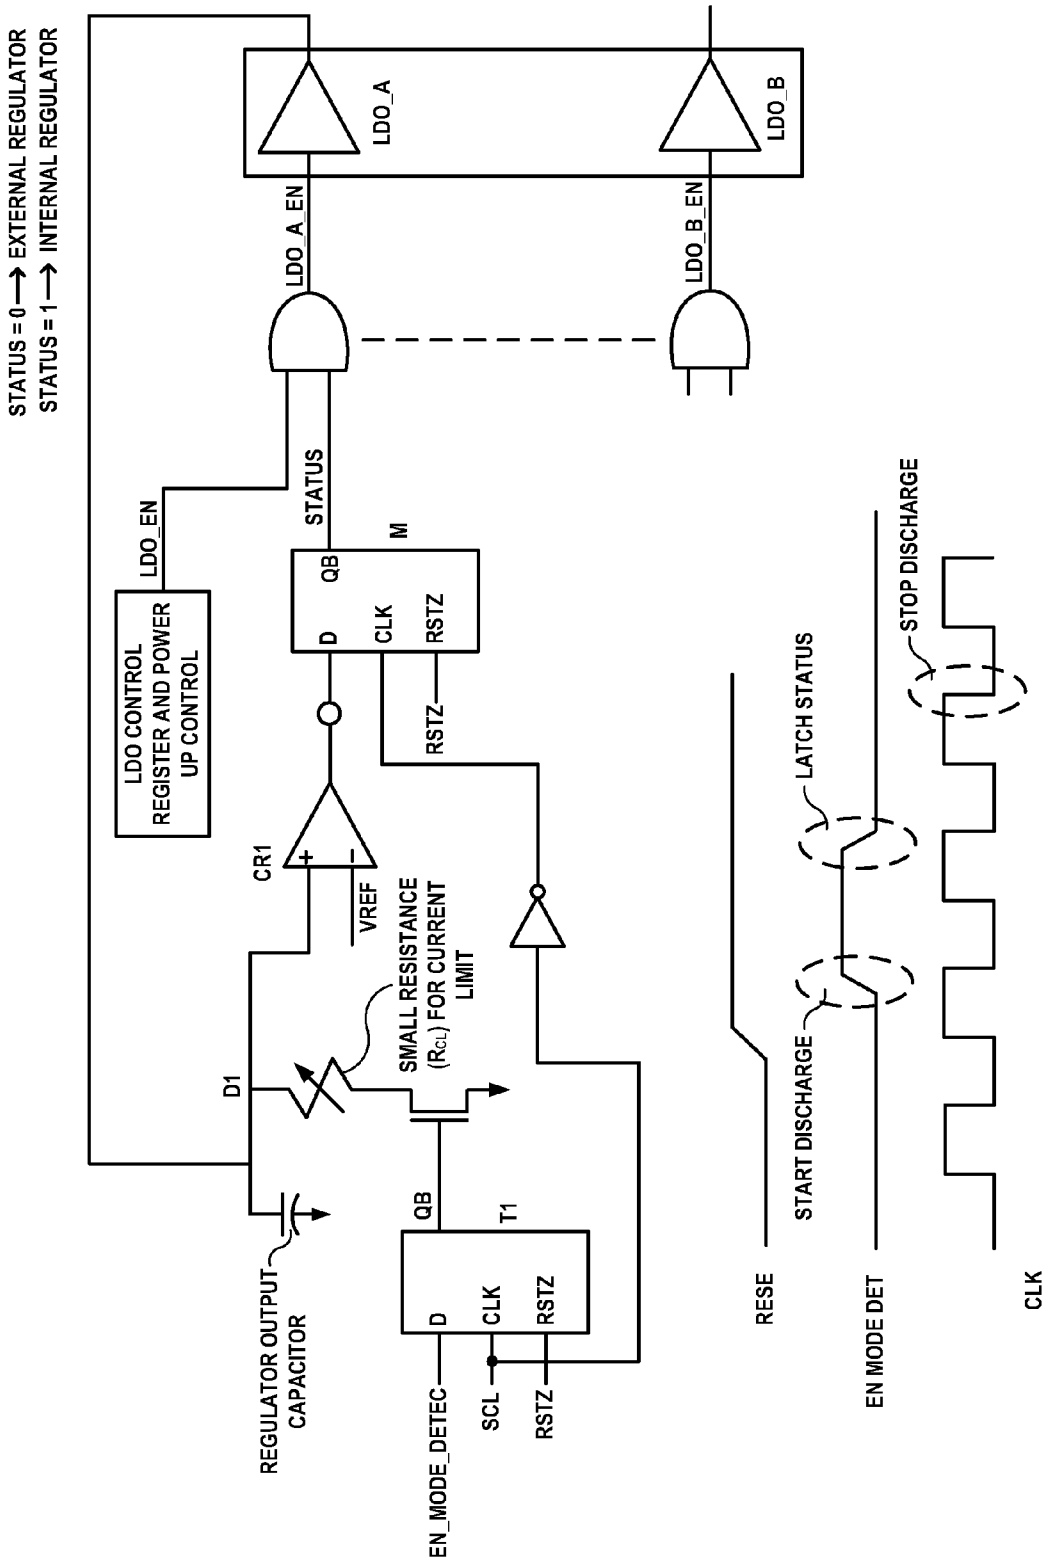 STATUS = 0 → EXTERNAL REGULATOR
STATUS = 1 → INTERNAL REGULATOR
LDO CONTROL
REGISTER AND POWER
UP CONTROL
LDO_EN
LDO_A_EN
LDO_A
LDO_B_EN
LDO_B
REGULATOR OUTPUT
CAPACITOR
D1
CR1
+
−
VREF
SMALL RESISTANCE
(RCL) FOR CURRENT
LIMIT
D
QB
CLK
RSTZ
RSTZ
M
STATUS
EN_MODE_DETEC
SCL
RSTZ
D
CLK
RSTZ
QB
T1
RESE
EN MODE DET
CLK
START DISCHARGE
LATCH STATUS
STOP DISCHARGE